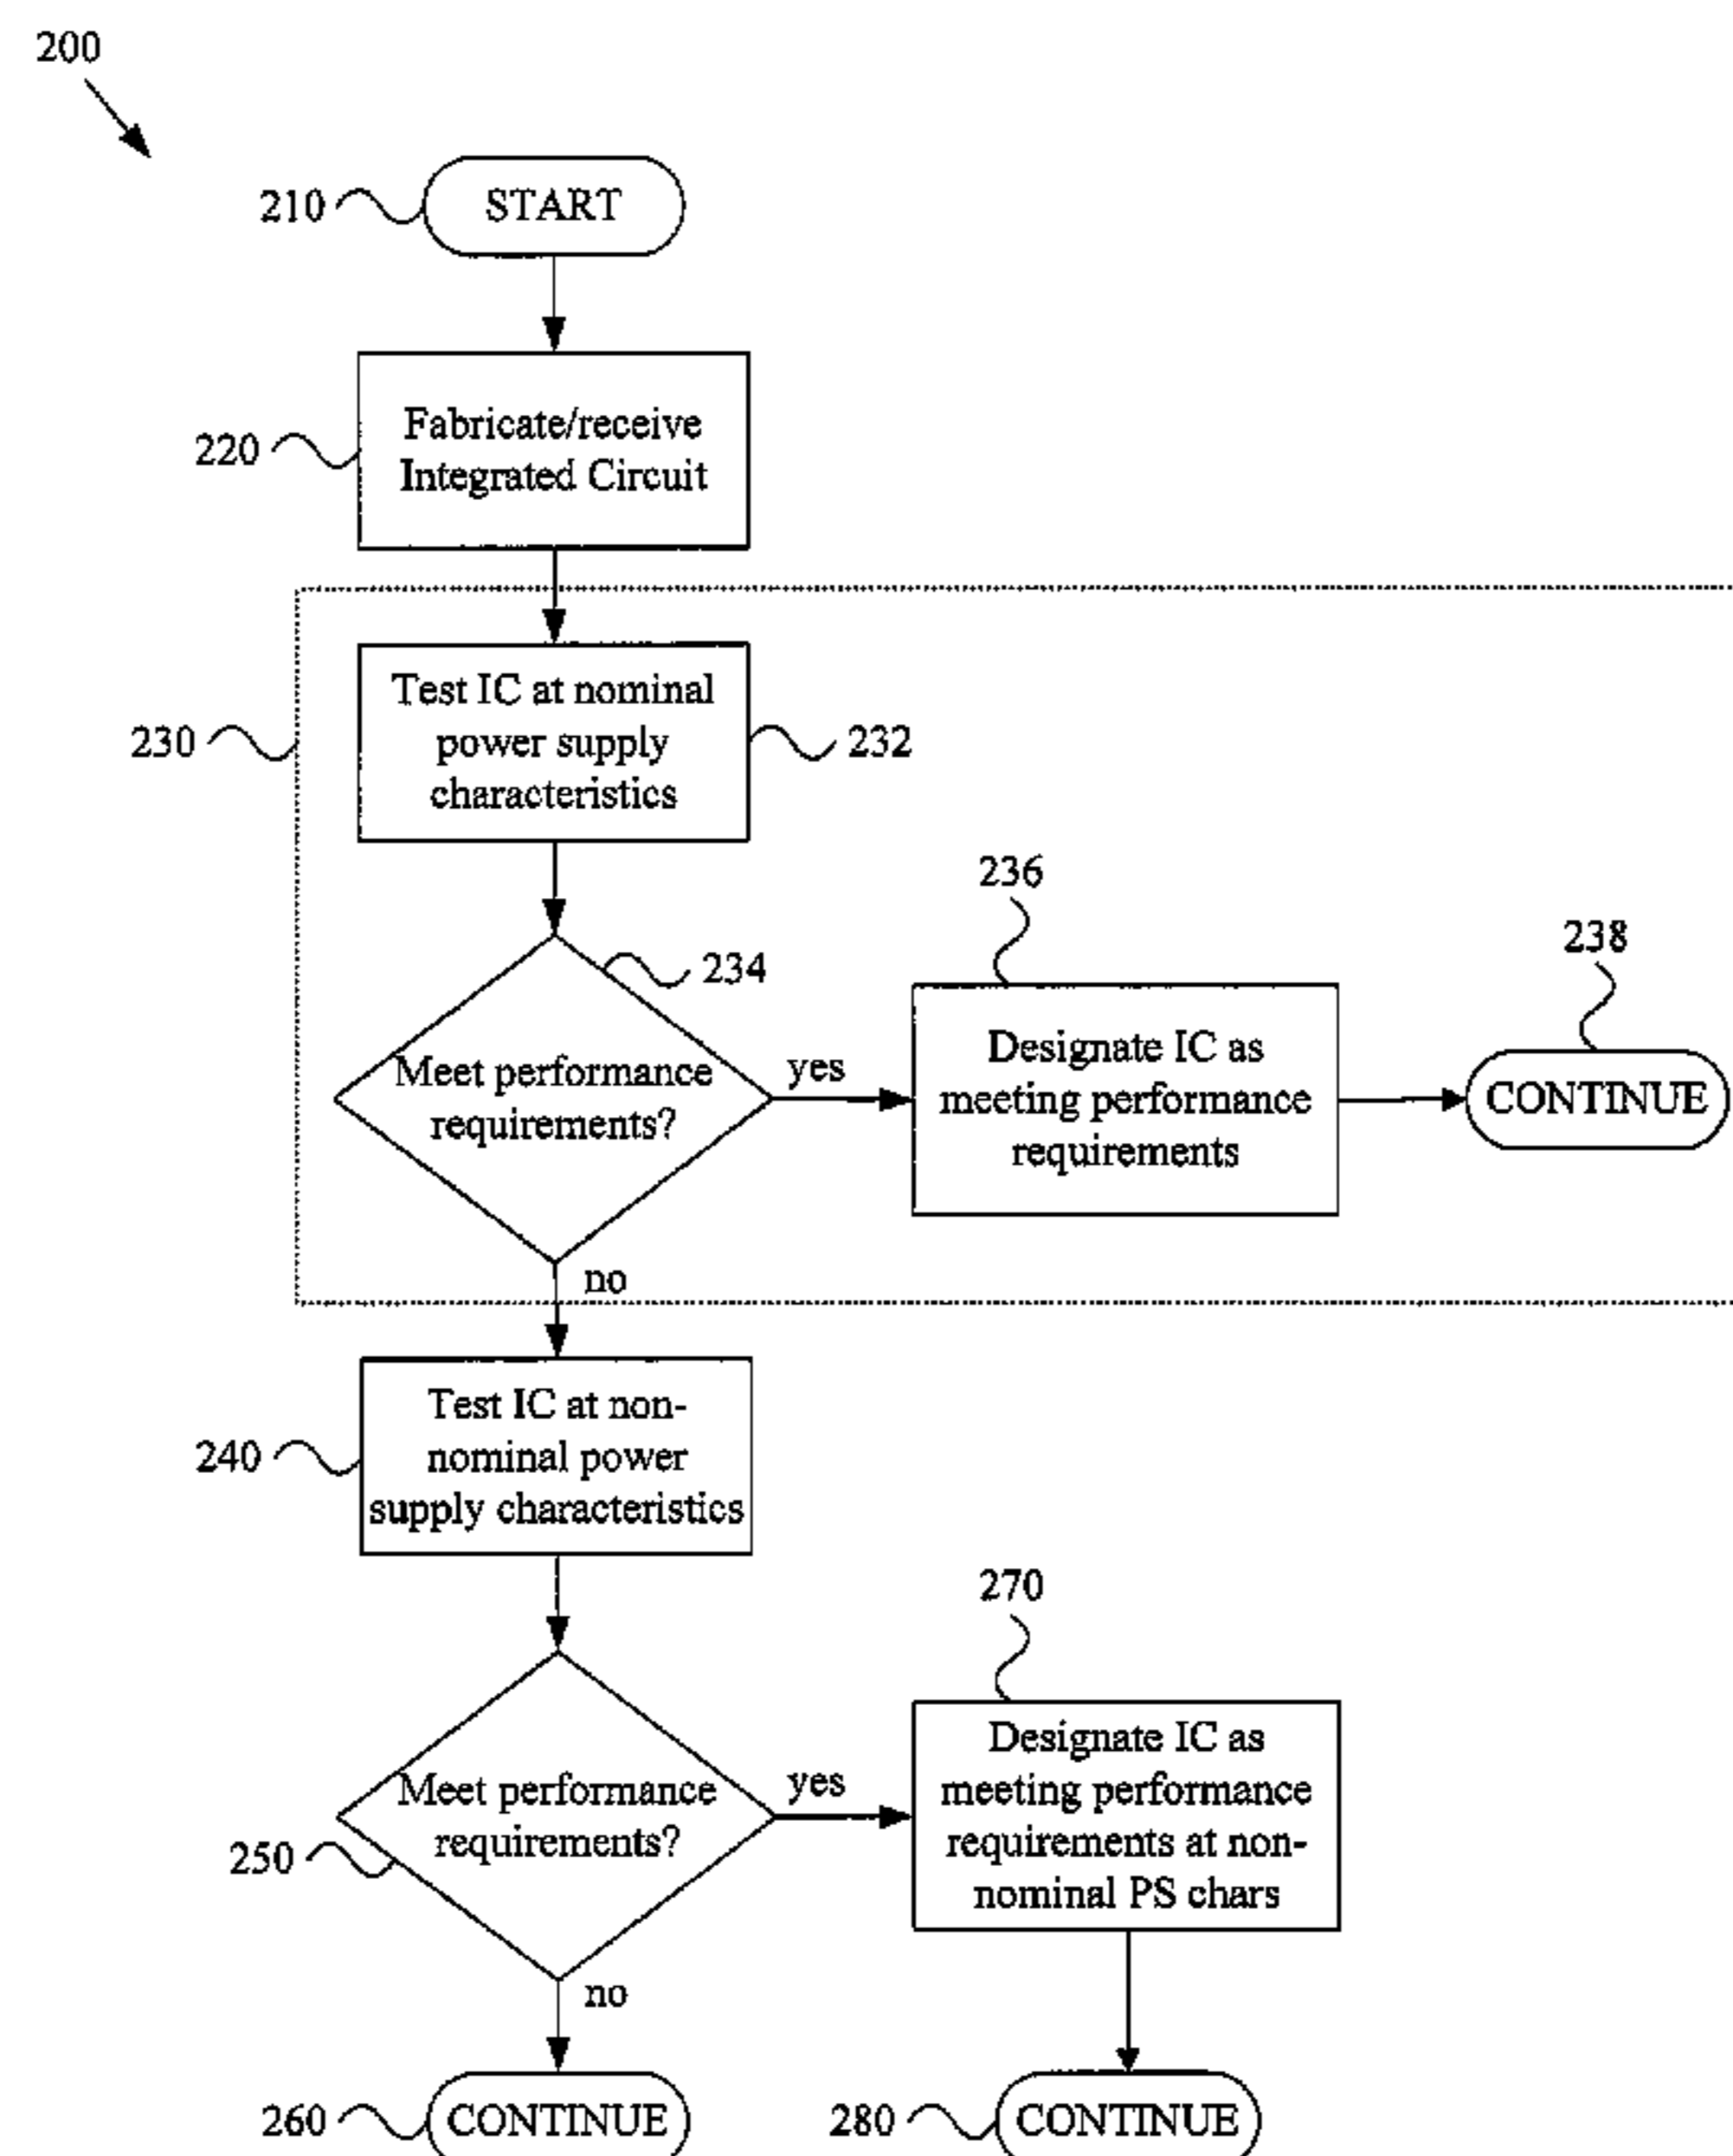 200
210
START
220
Fabricate/receive
Integrated Circuit
230
Test IC at nominal
power supply
characteristics
232
234
Meet performance
requirements?
yes
236
Designate IC as
meeting performance
requirements
238
CONTINUE
no
240
Test IC at non-
nominal power
supply characteristics
250
Meet performance
requirements?
yes
270
Designate IC as
meeting performance
requirements at non-
nominal PS chars
no
260
CONTINUE
280
CONTINUE